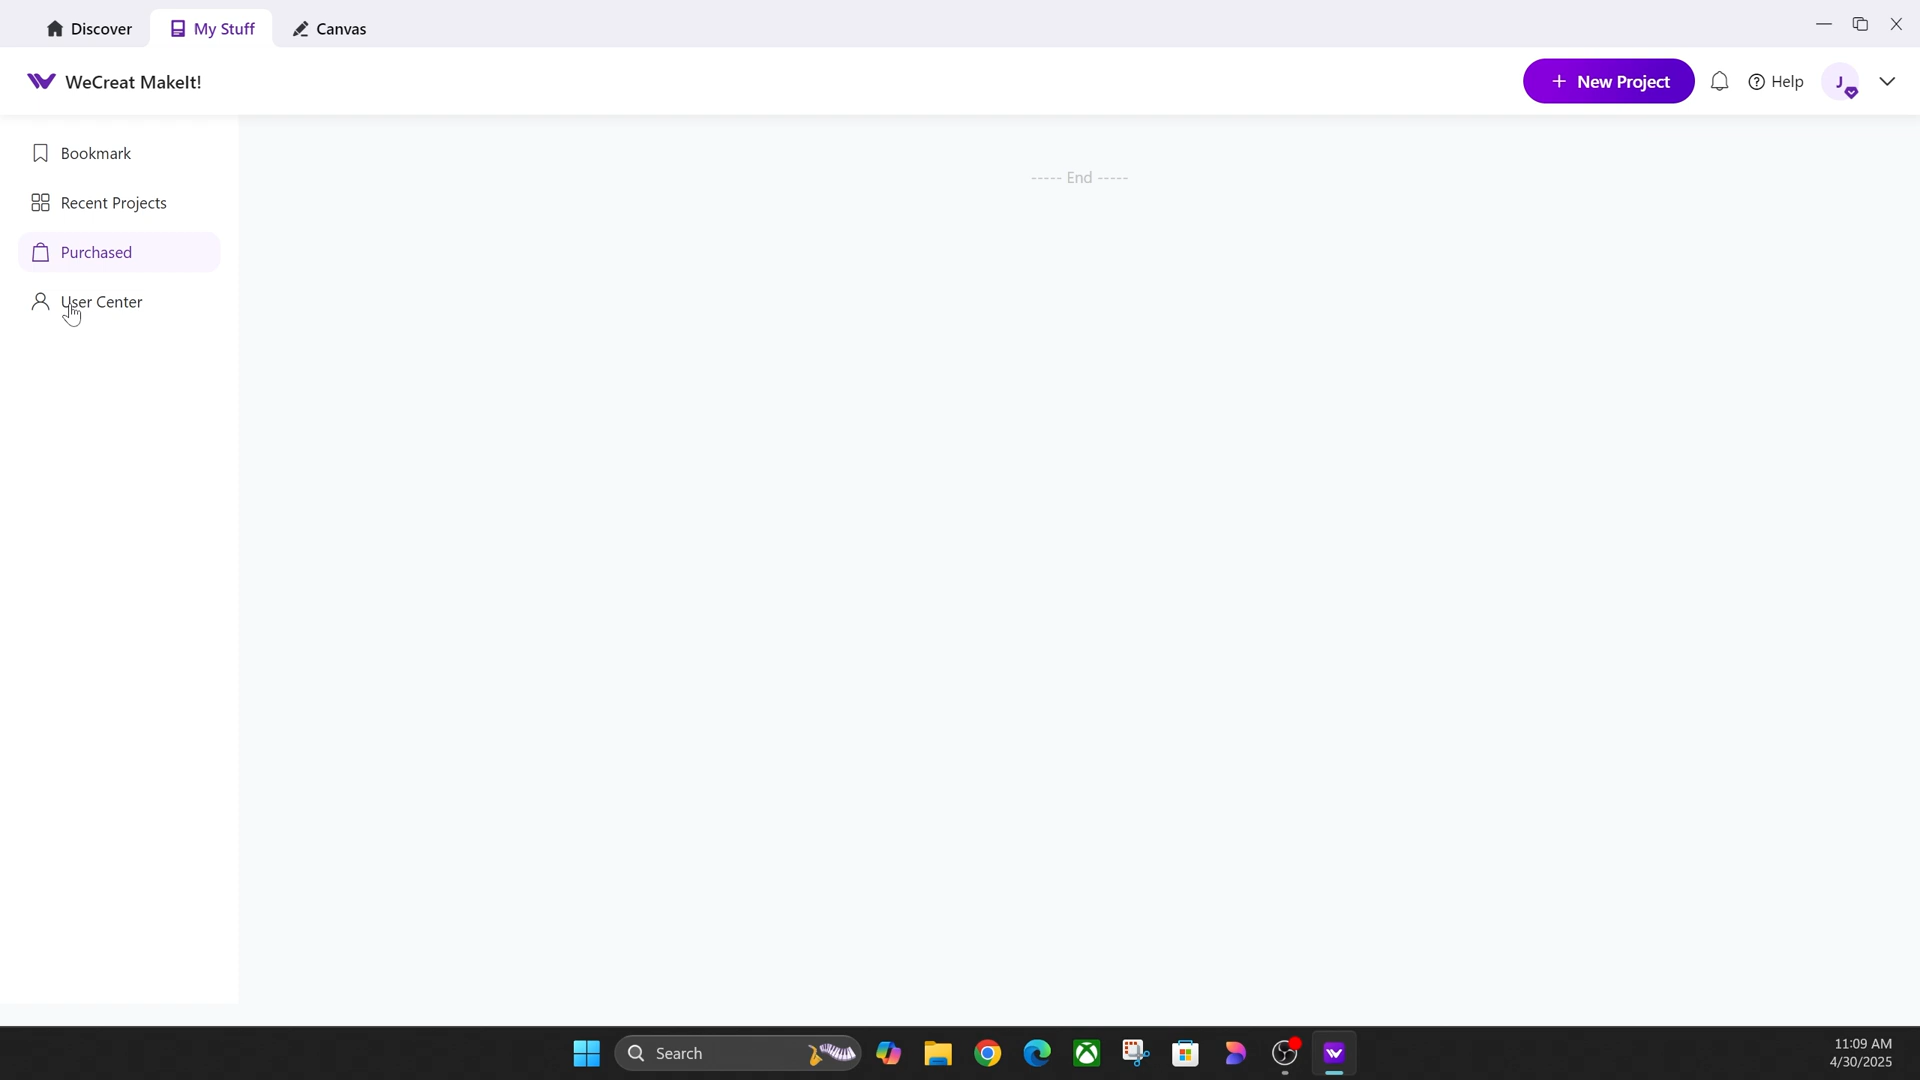 Discover
My Stuff
Canvas
WeCreat MakeIt!
+ New Project
Help
J
Bookmark
Recent Projects
Purchased
User Center
----- End -----
Search
11:09 AM
4/30/2025